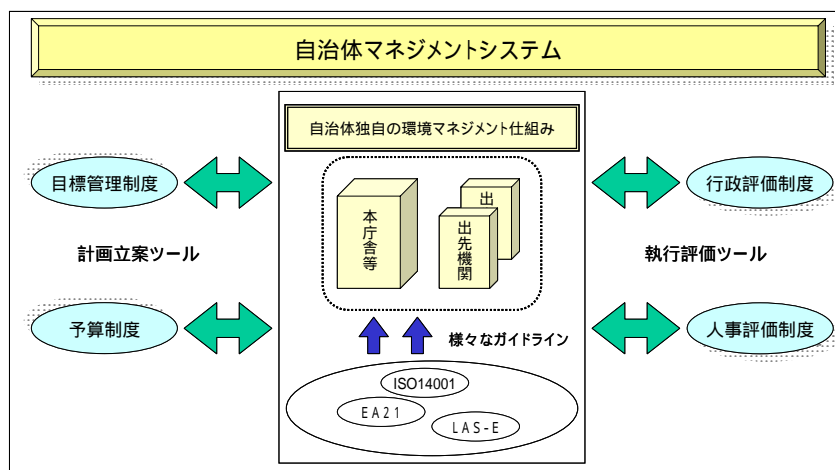 自治体マネジメントシステム
自治体独自の環境マネジメント仕組み
目標管理制度
計画立案ツール
予算制度
本庁舎等
出
出先機関
行政評価制度
執行評価ツール
人事評価制度
様々なガイドライン
ISO14001
EA21
LAS-E